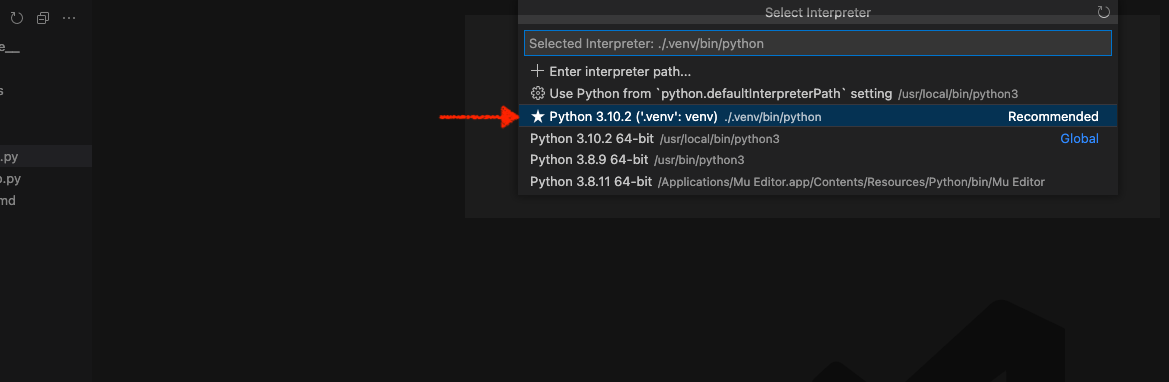 Select Interpreter
Selected Interpreter: ./.venv/bin/python
Enter interpreter path...
Use Python from `python.defaultInterpreterPath` setting /usr/local/bin/python3
Python 3.10.2 ('.venv': venv) ./.venv/bin/python Recommended
Python 3.10.2 64-bit /usr/local/bin/python3 Global
Python 3.8.9 64-bit /usr/bin/python3
Python 3.8.11 64-bit /Applications/Mu Editor.app/Contents/Resources/Python/bin/Mu Editor
e__
s
.py
.py
md